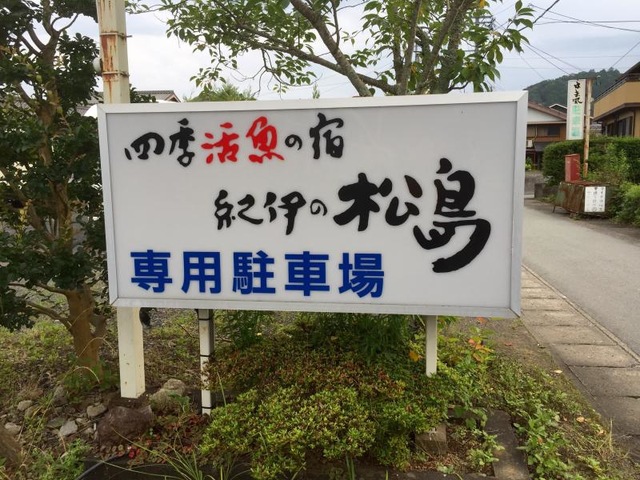 四季活魚の宿
紀伊の松島
専用駐車場